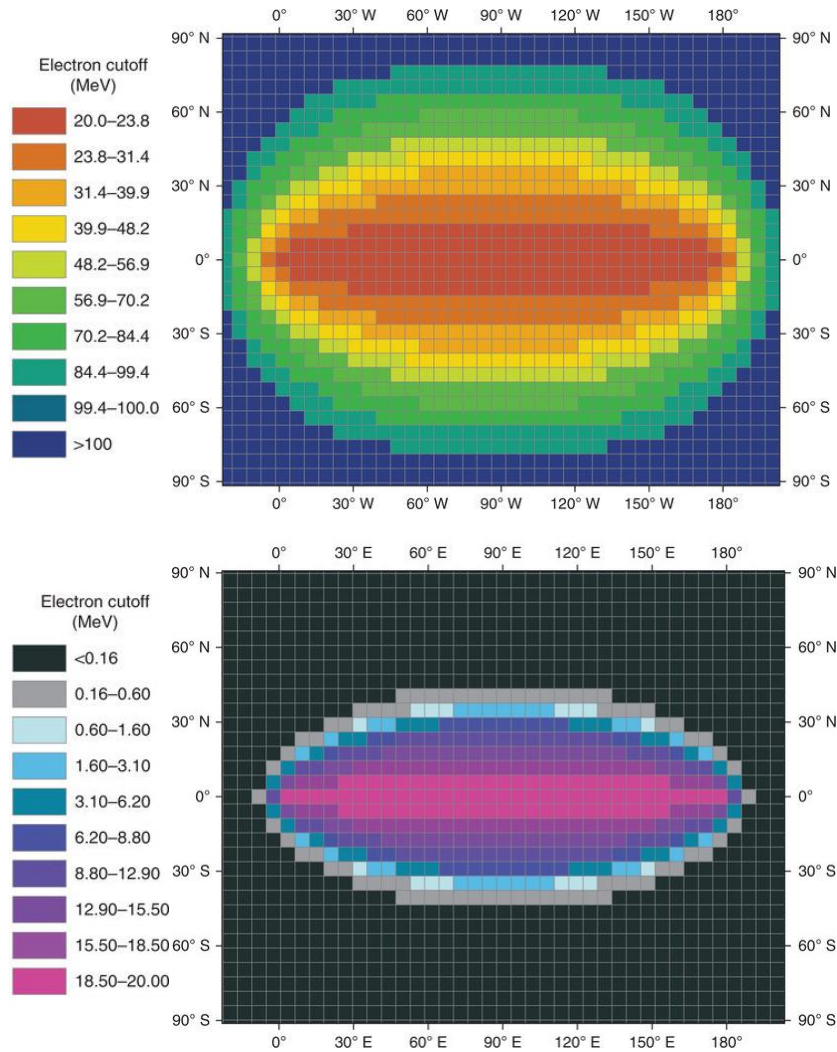 0° 30° W 60° W 90° W 120° W 150° W 180°
90° N 90° N
Electron cutoff
(MeV)
20.0–23.8
60° N 60° N
23.8–31.4
31.4–39.9
30° N 30° N
39.9–48.2
48.2–56.9
0° 0°
56.9–70.2
70.2–84.4
30° S 30° S
84.4–99.4
99.4–100.0
60° S 60° S
>100
90° S 90° S
0° 30° W 60° W 90° W 120° W 150° W 180°
0° 30° E 60° E 90° E 120° E 150° E 180°
90° N 90° N
Electron cutoff
(MeV)
<0.16
60° N 60° N
0.16–0.60
0.60–1.60
30° N 30° N
1.60–3.10
3.10–6.20
0° 0°
6.20–8.80
8.80–12.90
30° S 30° S
12.90–15.50
15.50–18.50
60° S 60° S
18.50–20.00
90° S 90° S
0° 30° E 60° E 90° E 120° E 150° E 180°